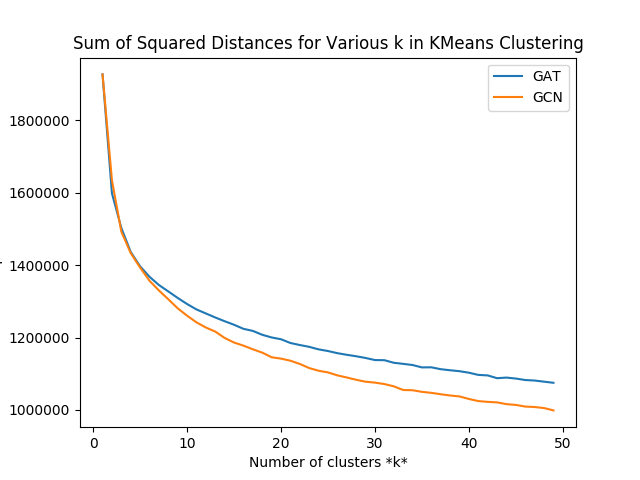 Sum of Squared Distances for Various k in KMeans Clustering
GAT
GCN
1800000
1600000
1400000
1200000
1000000
0 10 20 30 40 50
Number of clusters *k*